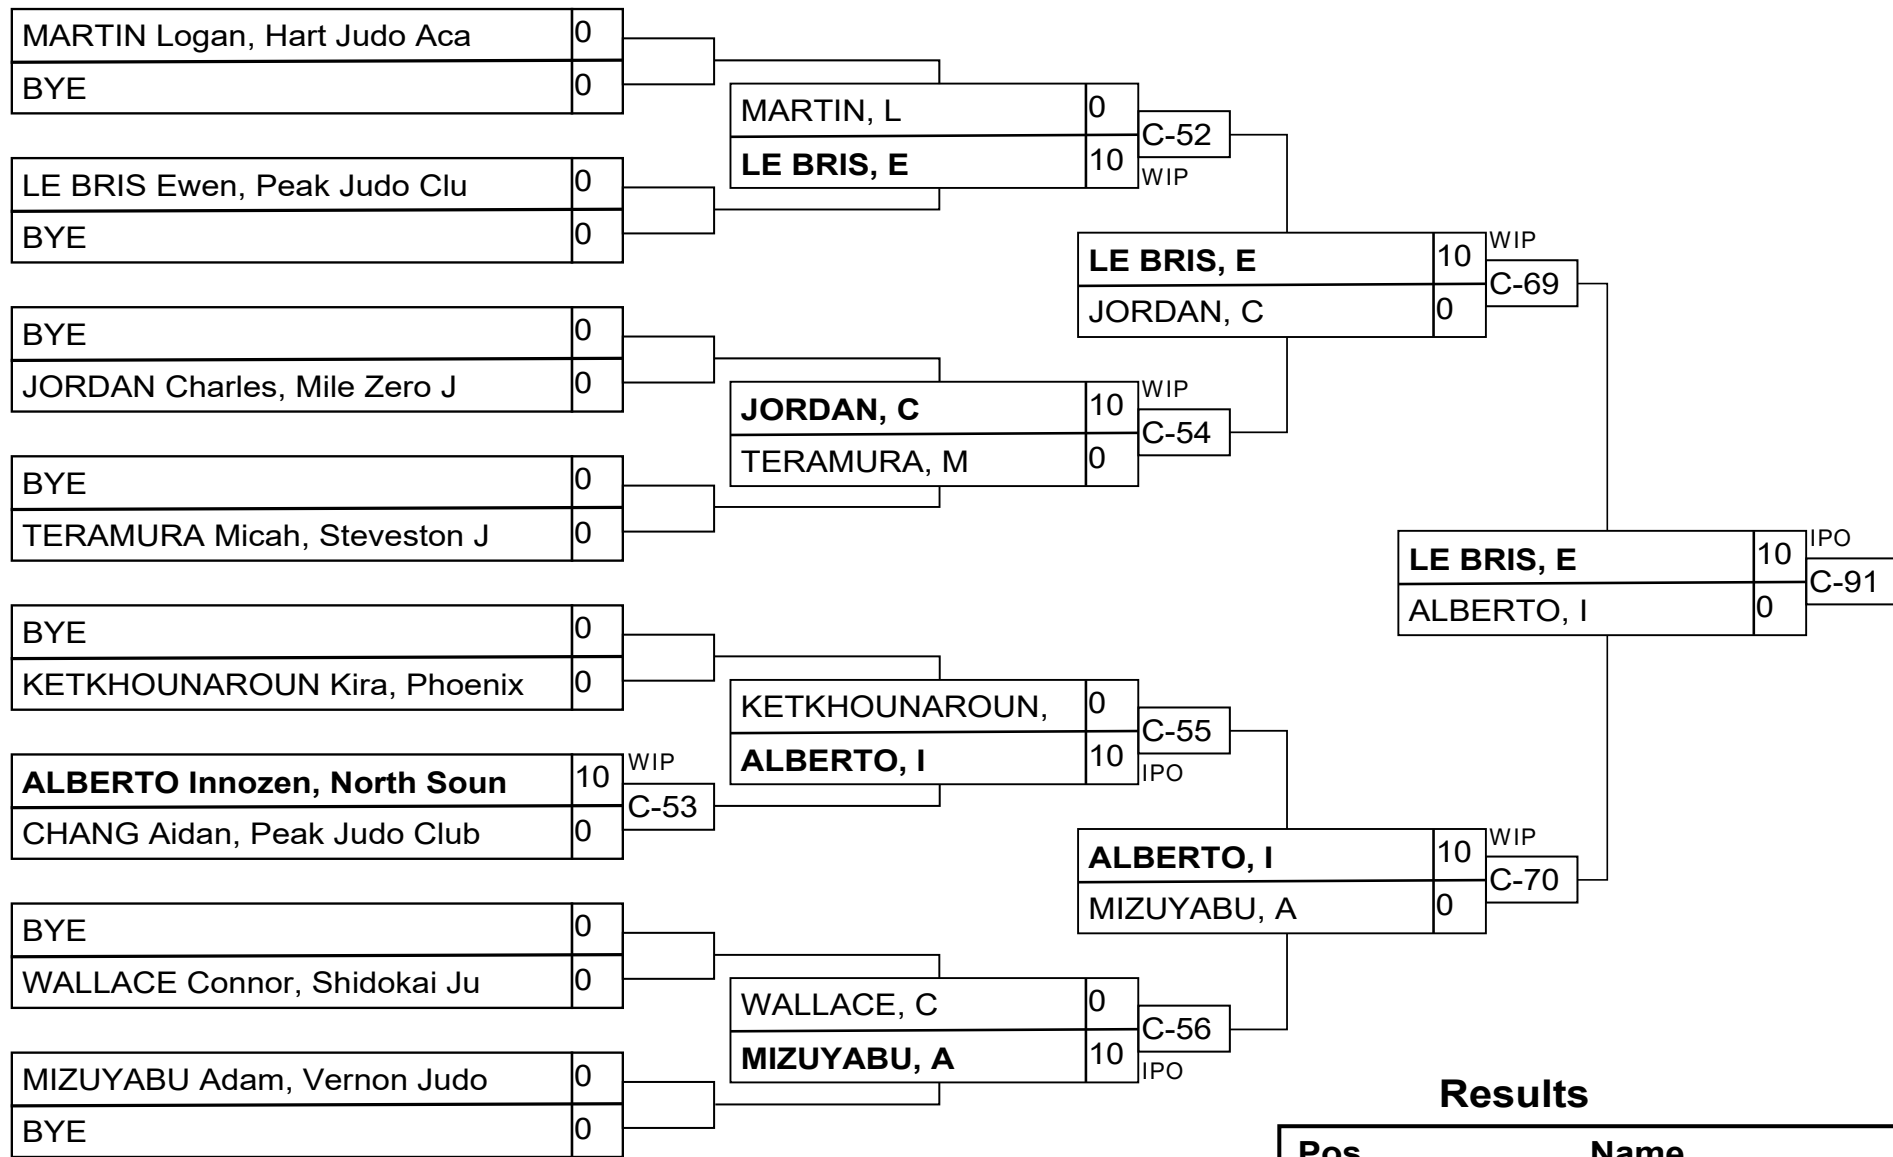 MARTIN Logan, Hart Judo Aca 0
BYE 0
LE BRIS Ewen, Peak Judo Clu 0
BYE 0
BYE 0
JORDAN Charles, Mile Zero J 0
BYE 0
TERAMURA Micah, Steveston J 0
BYE 0
KETKHOUNAROUN Kira, Phoenix 0
ALBERTO Innozen, North Soun 10
CHANG Aidan, Peak Judo Club 0
WIP
C-53
BYE 0
WALLACE Connor, Shidokai Ju 0
MIZUYABU Adam, Vernon Judo 0
BYE 0
MARTIN, L 0
LE BRIS, E 10
C-52
WIP
JORDAN, C 10
TERAMURA, M 0
WIP
C-54
KETKHOUNAROUN, 0
ALBERTO, I 10
C-55
IPO
WALLACE, C 0
MIZUYABU, A 10
C-56
IPO
LE BRIS, E 10
JORDAN, C 0
WIP
C-69
ALBERTO, I 10
MIZUYABU, A 0
WIP
C-70
LE BRIS, E 10
ALBERTO, I 0
IPO
C-91
Results
Pos Name